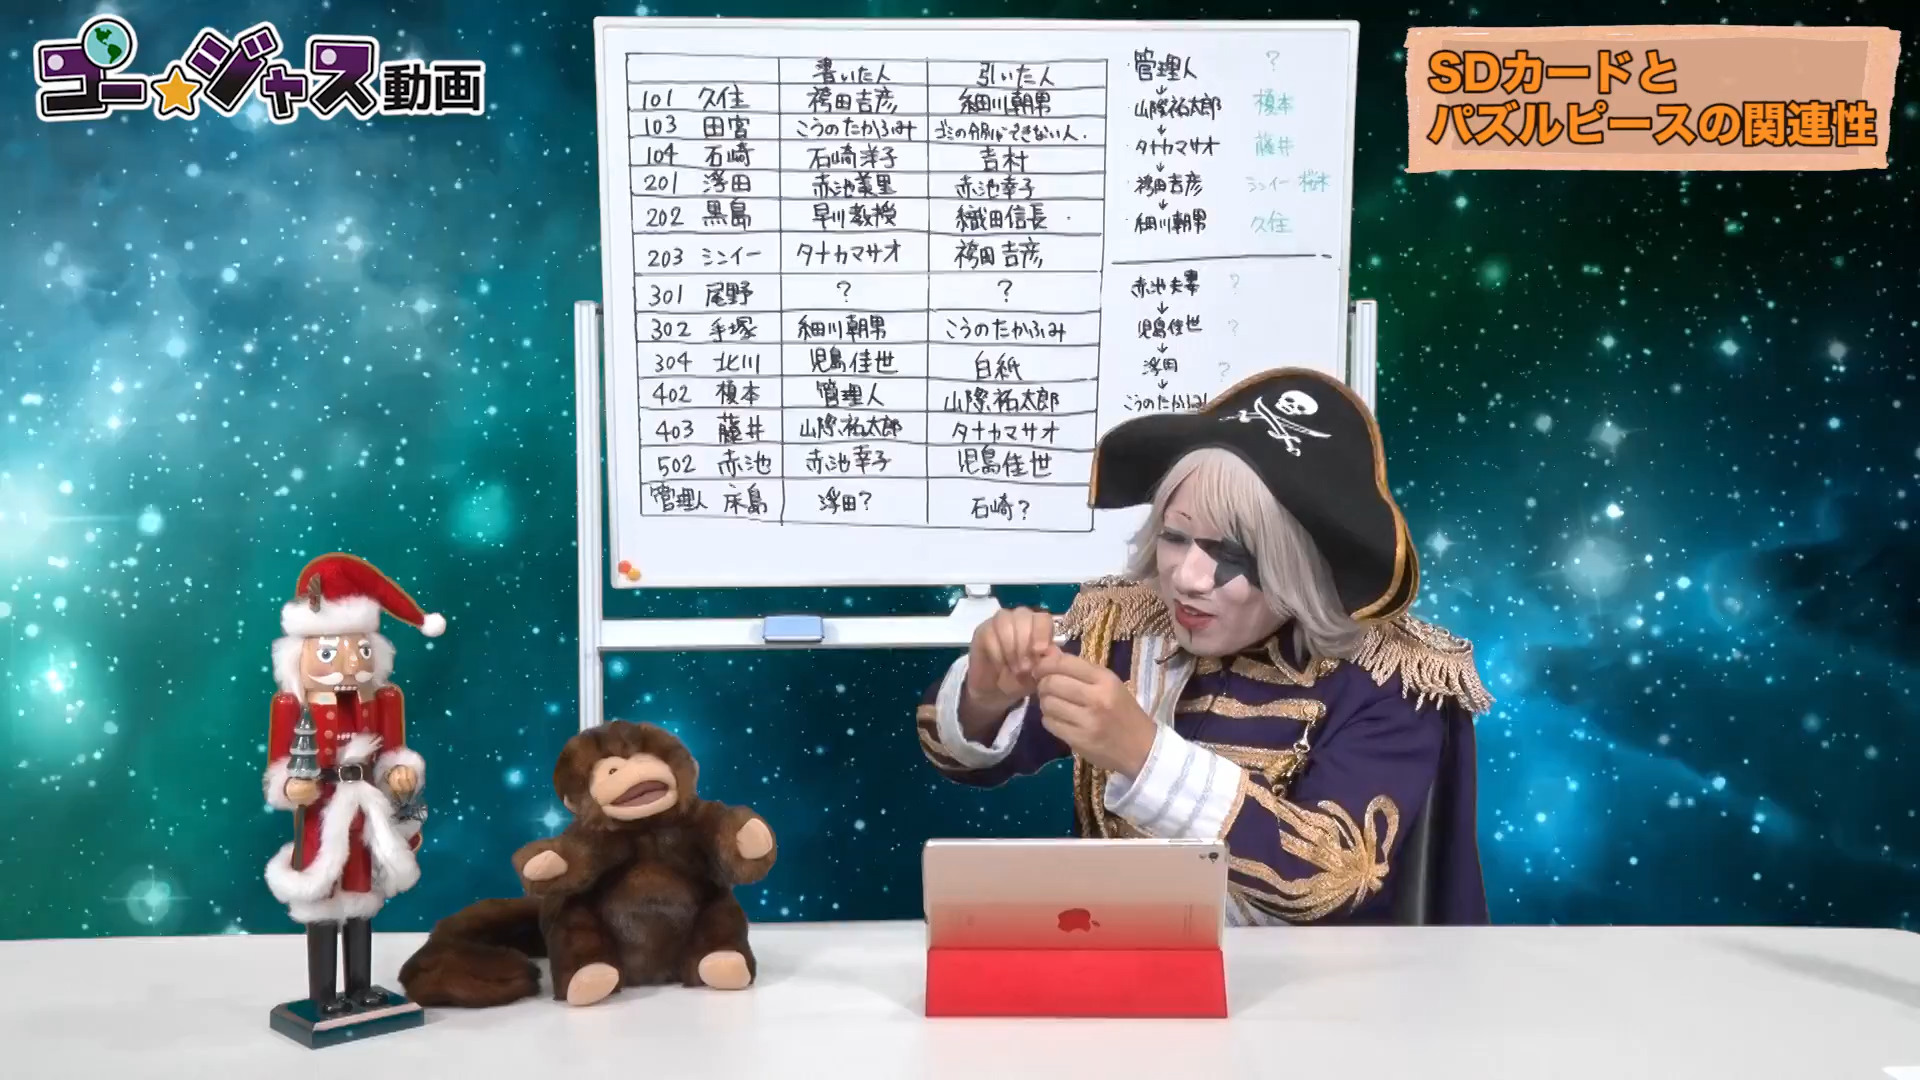 ゴー☆ジャス動画
SDカードと
パズルピースの関連性
書いた人 引いた人
101 久住 袴田吉彦 細川朝男
103 田宮 こうのたかふみ ゴミの分別ができない人.
104 石崎 石崎洋子 吉村
201 浮田 赤池美里 赤池幸子
202 黒島 早川教授 織田信長
203 シンイー タナカマサオ 袴田吉彦
301 尾野 ? ?
302 手塚 細川朝男 こうのたかふみ
304 北川 児島佳世 白紙
402 榎本 管理人 山際祐太郎
403 藤井 山際祐太郎 タナカマサオ
502 赤池 赤池幸子 児島佳世
管理人 床島 浮田? 石崎?
管理人 ?
↓
山際祐太郎 榎本
↓
タナカマサオ 藤井
↓
袴田吉彦 シンイー 桜木
↓
細川朝男 久住
赤池夫妻 ?
↓
児島佳世 ?
↓
浮田 ?
↓
こうのたかふみ